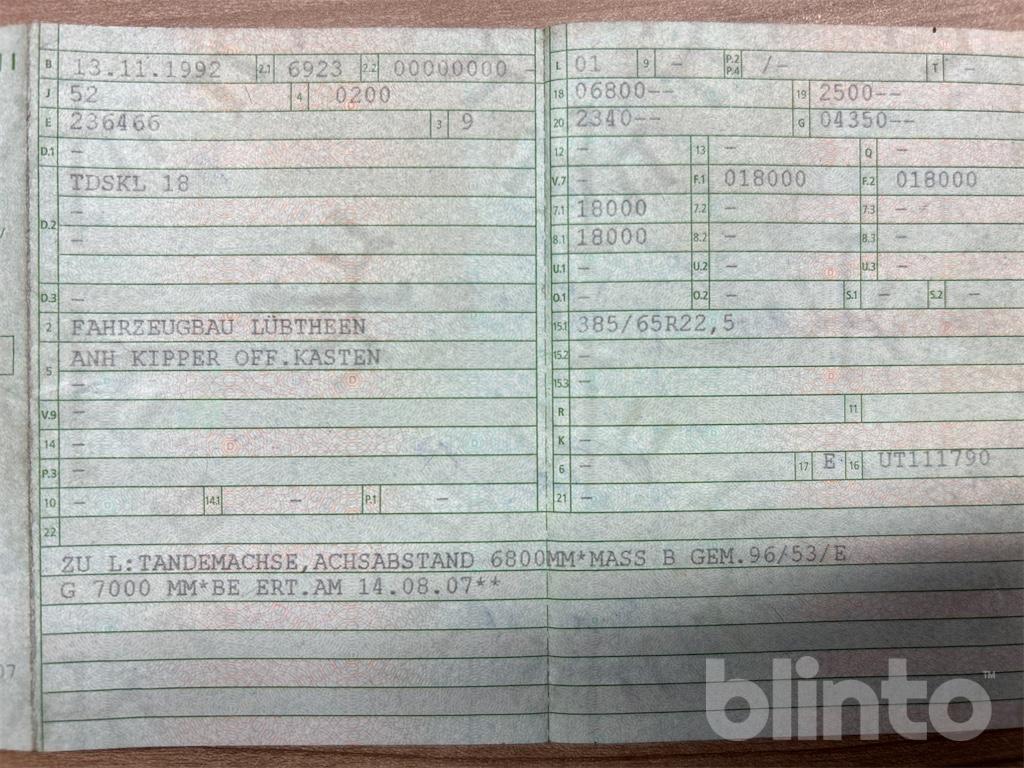 B 13.11.1992 2.1 6923 2.2 00000000 -
J 52 4 0200
E 236466 3 9
D.1 -
TDSKL 18
-
D.2 -
D.3 -
2 FAHRZEUGBAU LÜBTHEEN
ANH KIPPER OFF.KASTEN
5 -
V.9 -
14 -
P.3 -
10 - 14.1 - P.1 -
L 01 9 - P.2 P.4 /- T -
18 06800-- 19 2500--
20 2340-- G 04350--
12 - 13 - Q -
V.7 - F.1 018000 F.2 018000
7.1 18000 7.2 - 7.3 -
8.1 18000 8.2 - 8.3 -
U.1 - U.2 - U.3 -
O.1 - O.2 - S.1 - S.2 -
15.1 385/65R22,5
15.2 -
15.3 -
R 11
K -
6 - 17 E 16 UT111790
21 -
22
ZU L:TANDEMACHSE,ACHSABSTAND 6800MM*MASS B GEM.96/53/E
G 7000 MM*BE ERT.AM 14.08.07**
07
blinto™